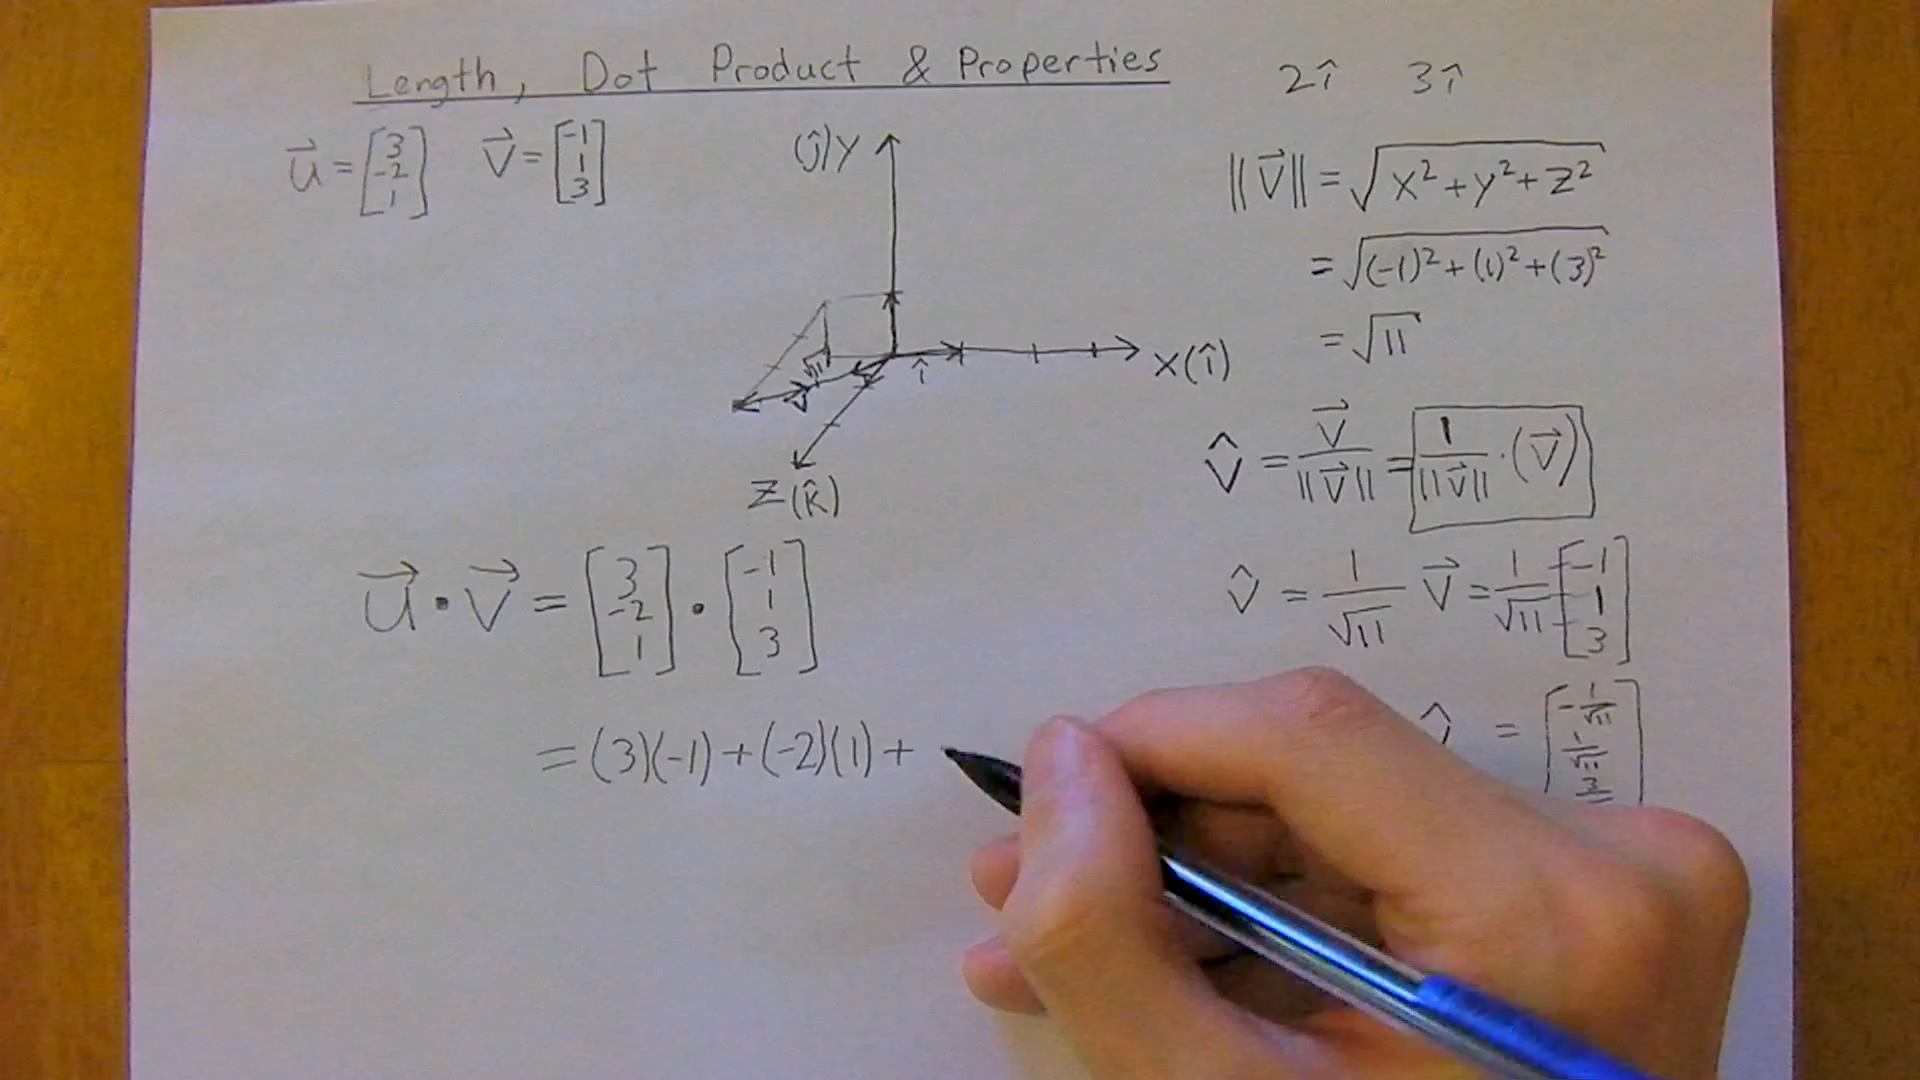 Length, Dot Product & Properties
2î 3î
u⃗ = [3 -2 1] v⃗ = [-1 1 3]
(ĵ)Y
X(î)
î
Z(k̂)
||v⃗|| = √(x² + y² + z²)
= √((-1)² + (1)² + (3)²)
= √11
v̂ = v⃗/||v⃗|| = 1/||v⃗|| · (v⃗)
v̂ = 1/√11 v⃗ = 1/√11 [-1 1 3]
u⃗ · v⃗ = [3 -2 1] · [-1 1 3]
= (3)(-1) + (-2)(1) +